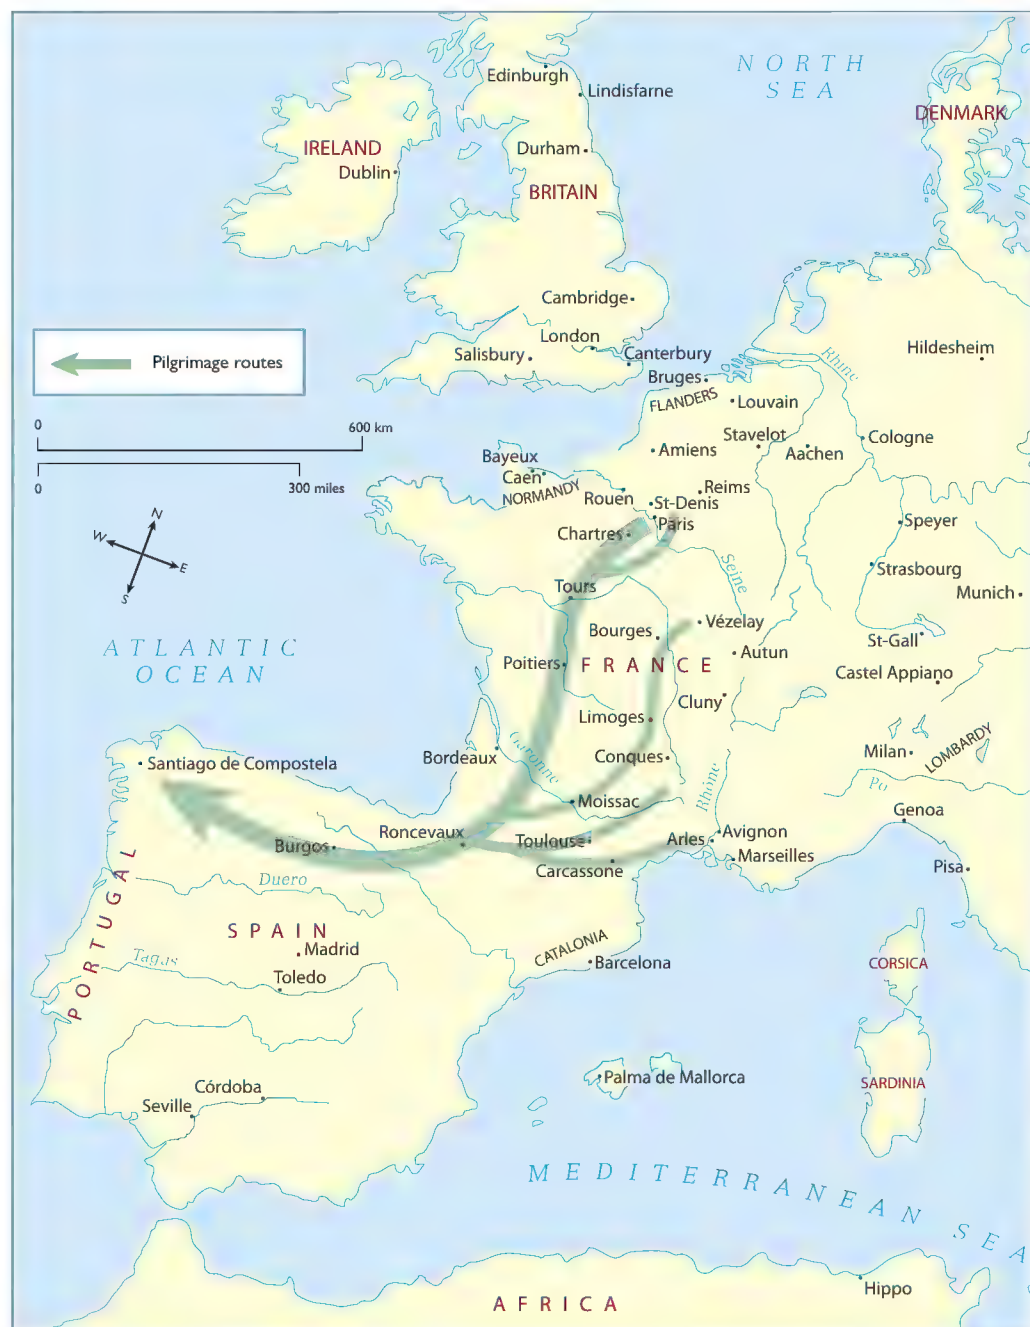 NORTH
SEA
Edinburgh
Lindisfarne
DENMARK
IRELAND
Dublin
Durham
BRITAIN
Cambridge
London
Salisbury
Canterbury
Hildesheim
Rhine
Pilgrimage routes
Bruges
FLANDERS
Louvain
0
600 km
0
300 miles
Stavelot
Cologne
Amiens
Aachen
Bayeux
Caen
NORMANDY
Rouen
Reims
St-Denis
Paris
Chartres
Speyer
N
W
E
S
Seine
Strasbourg
Munich
Tours
Vézelay
Bourges
St-Gall
ATLANTIC
OCEAN
Autun
Poitiers
FRANCE
Castel Appiano
Cluny
Limoges
Bordeaux
Garonne
Conques
Milan
LOMBARDY
Santiago de Compostela
Rhône
Po
Moissac
Genoa
Roncevaux
Toulouse
Arles
Avignon
Burgos
Carcassone
Marseilles
Pisa
Duero
PORTUGAL
SPAIN
Madrid
CATALONIA
Barcelona
CORSICA
Tagas
Toledo
Palma de Mallorca
SARDINIA
Córdoba
Seville
MEDITERRANEAN SEA
Hippo
AFRICA